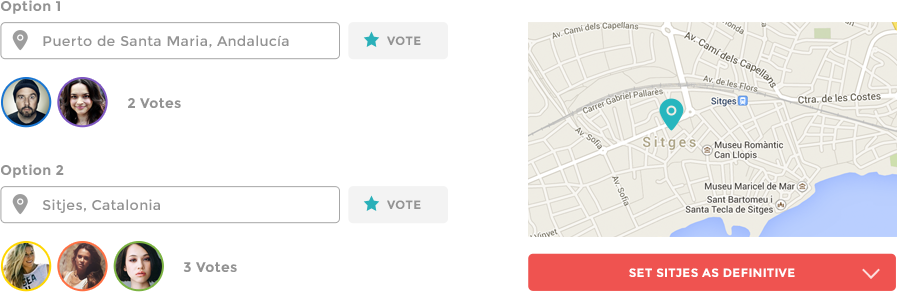 Option 1
Puerto de Santa Maria, Andalucía
VOTE
2 Votes
Option 2
Sitjes, Catalonia
VOTE
3 Votes
Av. Camí dels Capellans
Av. Camí dels Capellans
Av. de les Flors
Carrer Gabriel Pallarès
Sitges
Ctra. de les Costes
Av. Sofia
Sitges
Museu Romàntic
Can Llopis
Av. Sofia
Museu Maricel de Mar
Sant Bartomeu i
Santa Tecla de Sitges
Vinyet
SET SITJES AS DEFINITIVE